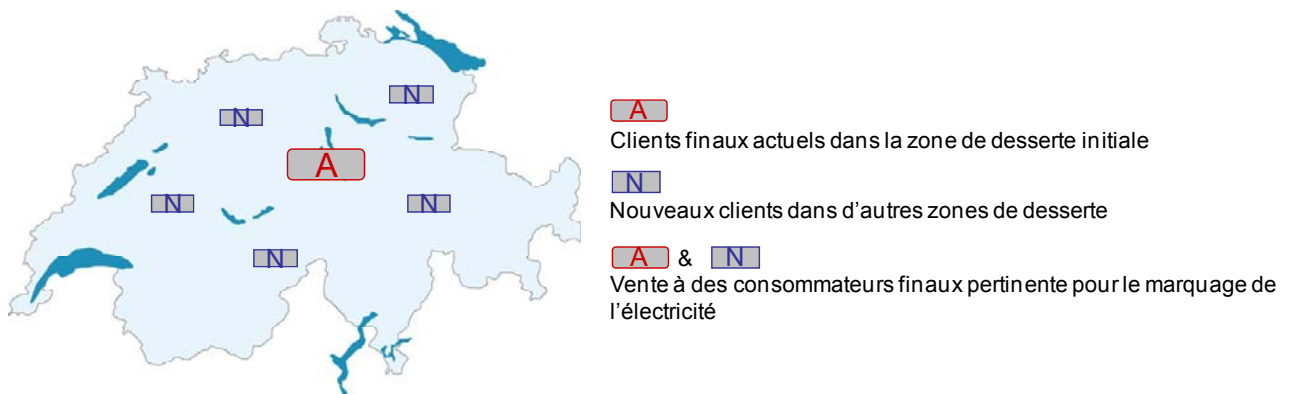 N
N
A
N
N
N
A
Clients finaux actuels dans la zone de desserte initiale
N
Nouveaux clients dans d'autres zones de desserte
A & N
Vente à des consommateurs finaux pertinente pour le marquage de
l'électricité